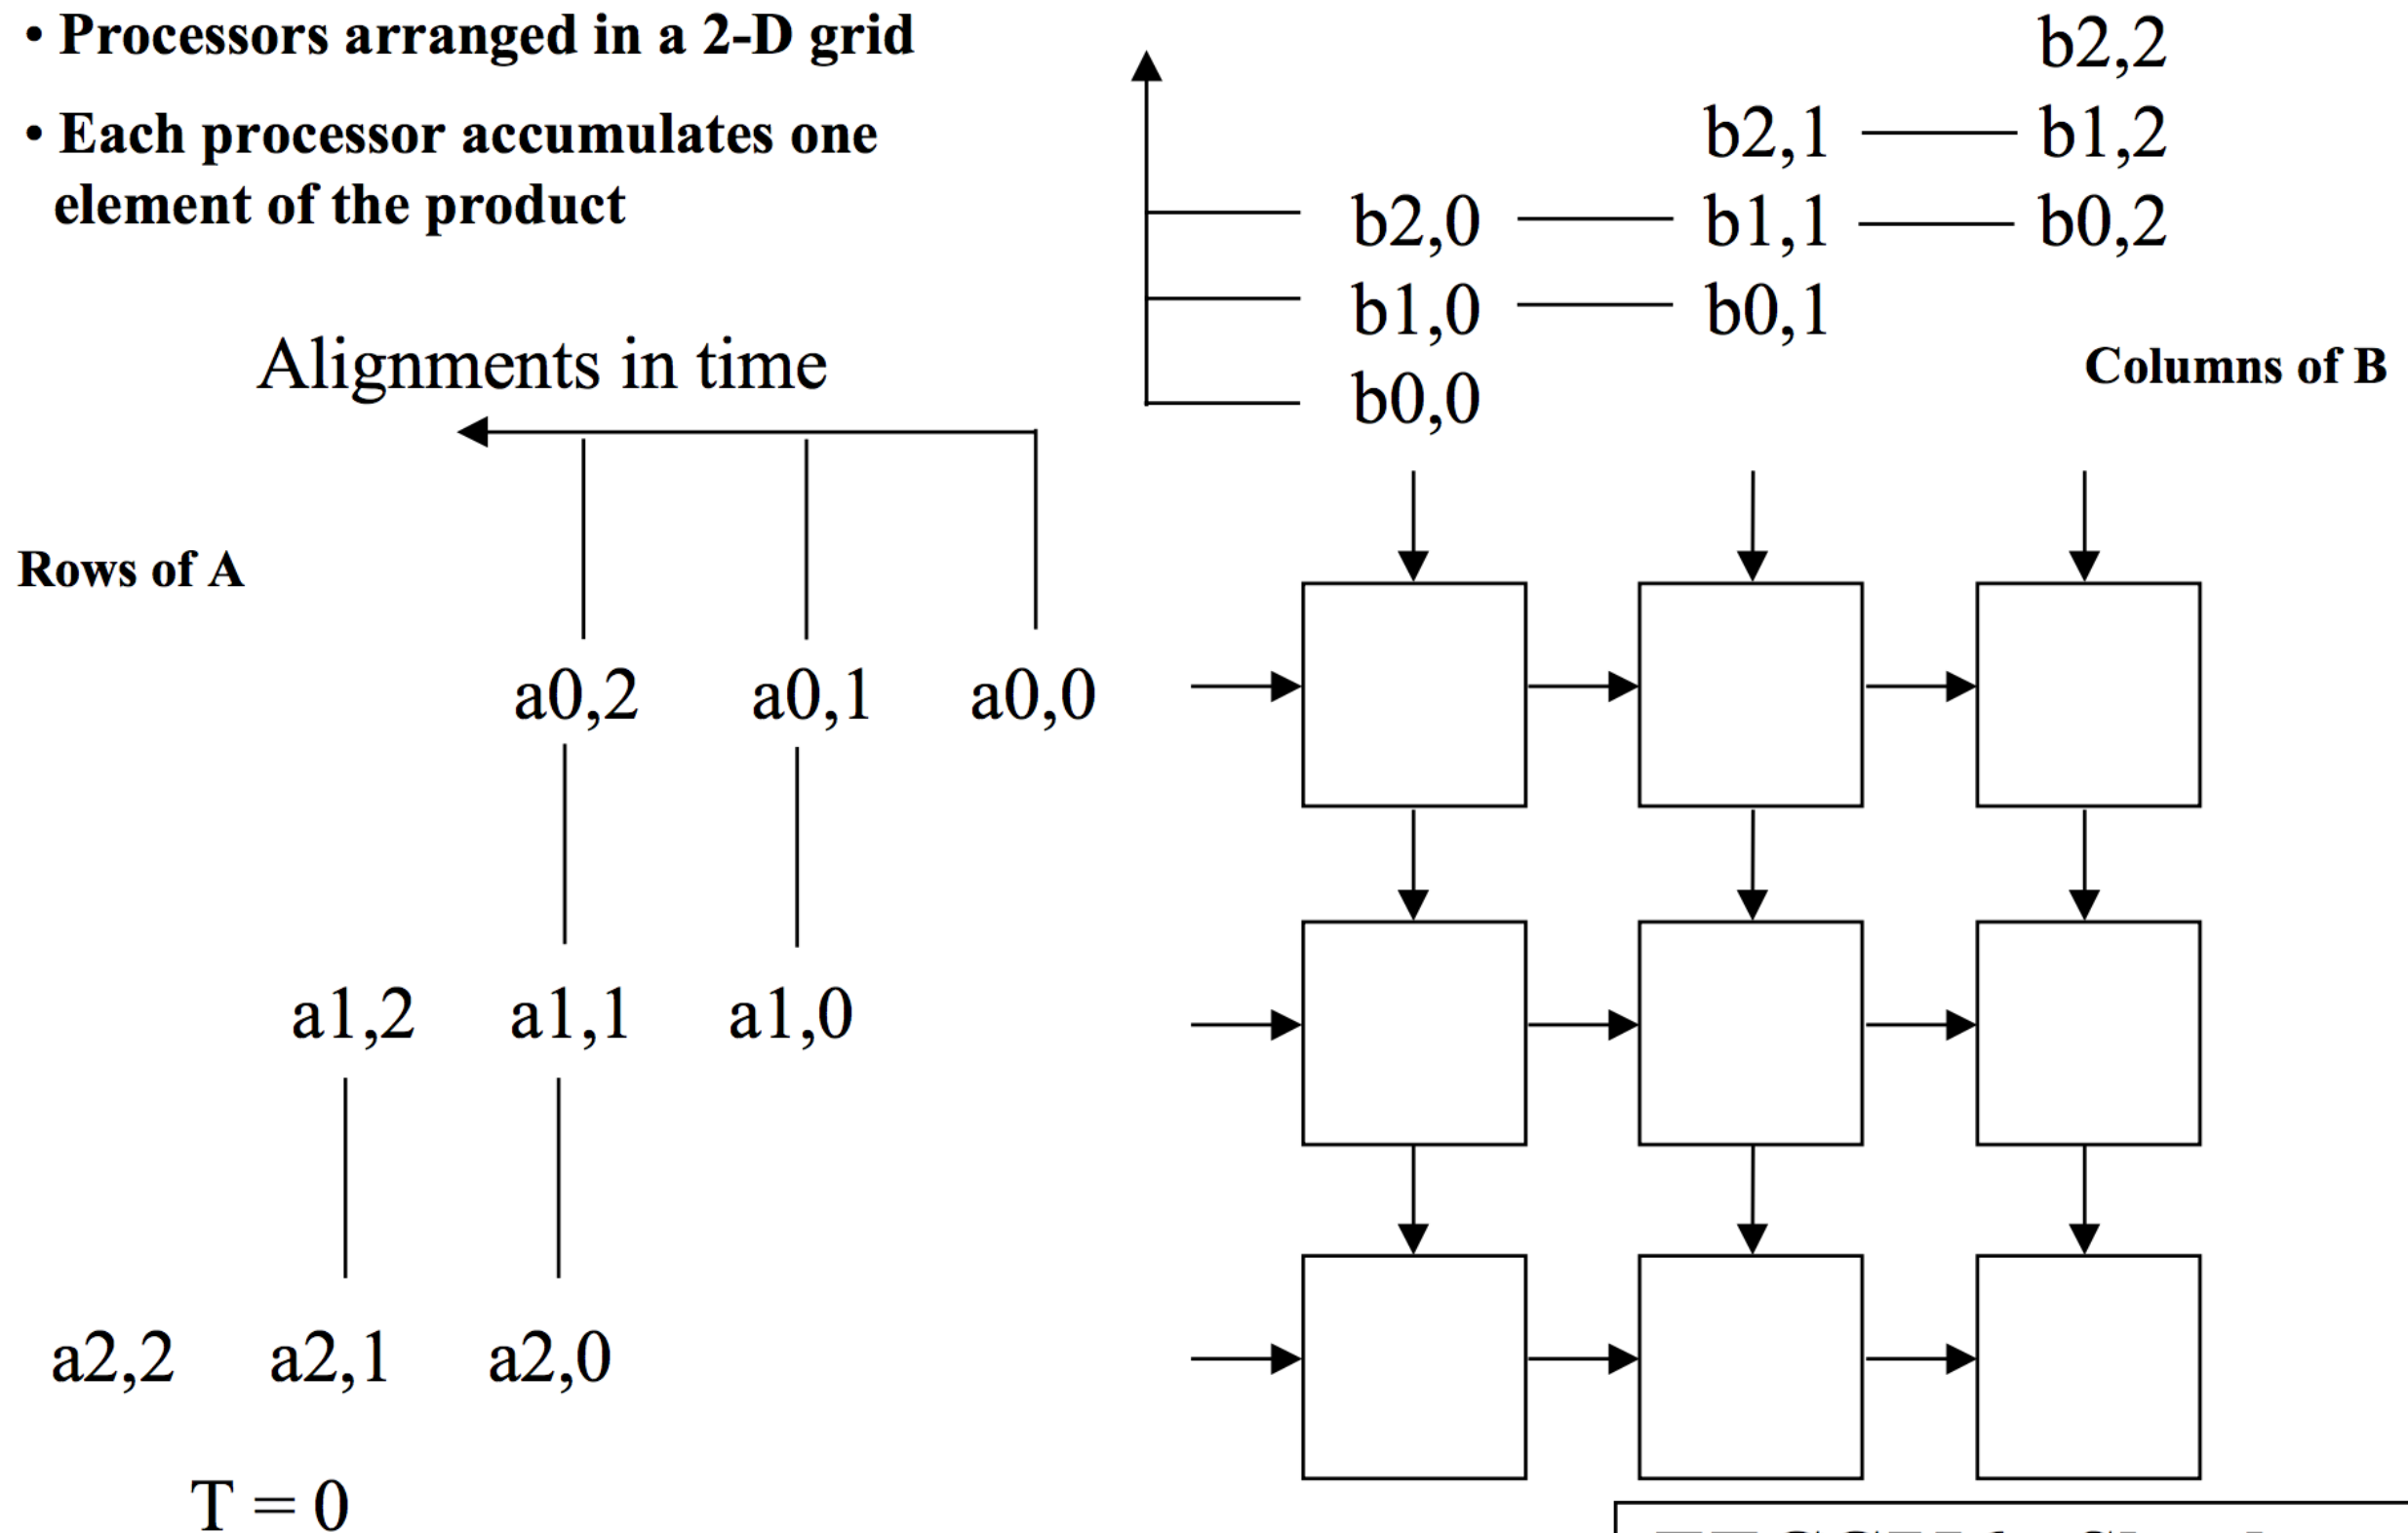 • Processors arranged in a 2-D grid
• Each processor accumulates one
element of the product
b2,2
b2,1 b1,2
b2,0 b1,1 b0,2
b1,0 b0,1
b0,0
Columns of B
Alignments in time
Rows of A
a0,2 a0,1 a0,0
a1,2 a1,1 a1,0
a2,2 a2,1 a2,0
T = 0